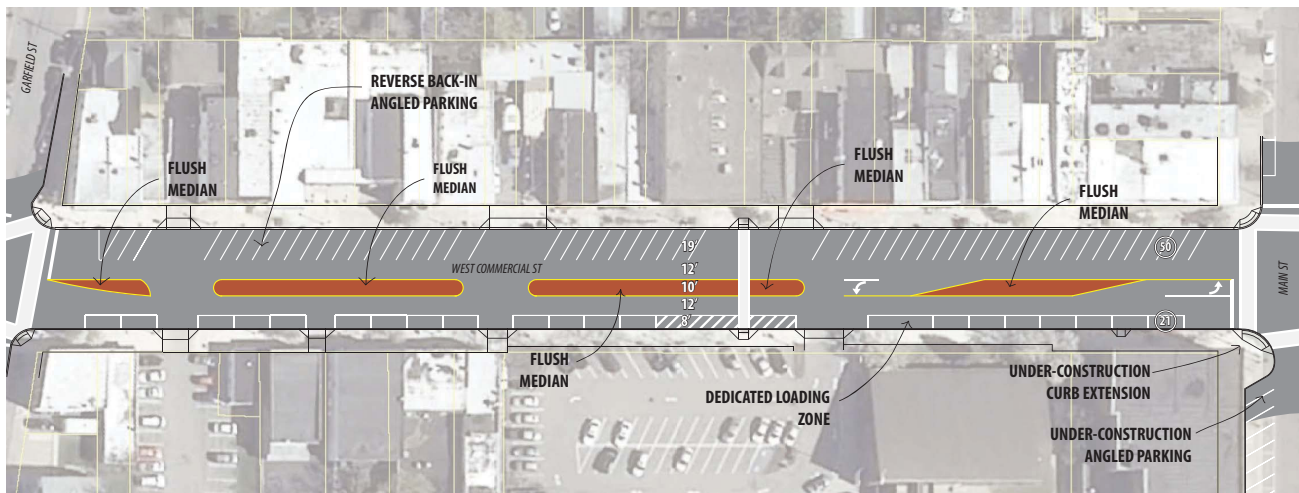 GARFIELD ST
REVERSE BACK-IN
ANGLED PARKING
FLUSH
MEDIAN
FLUSH
MEDIAN
FLUSH
MEDIAN
FLUSH
MEDIAN
WEST COMMERCIAL ST
19'
12'
10'
12'
8'
50
21
MAIN ST
FLUSH
MEDIAN
DEDICATED LOADING
ZONE
UNDER-CONSTRUCTION
CURB EXTENSION
UNDER-CONSTRUCTION
ANGLED PARKING